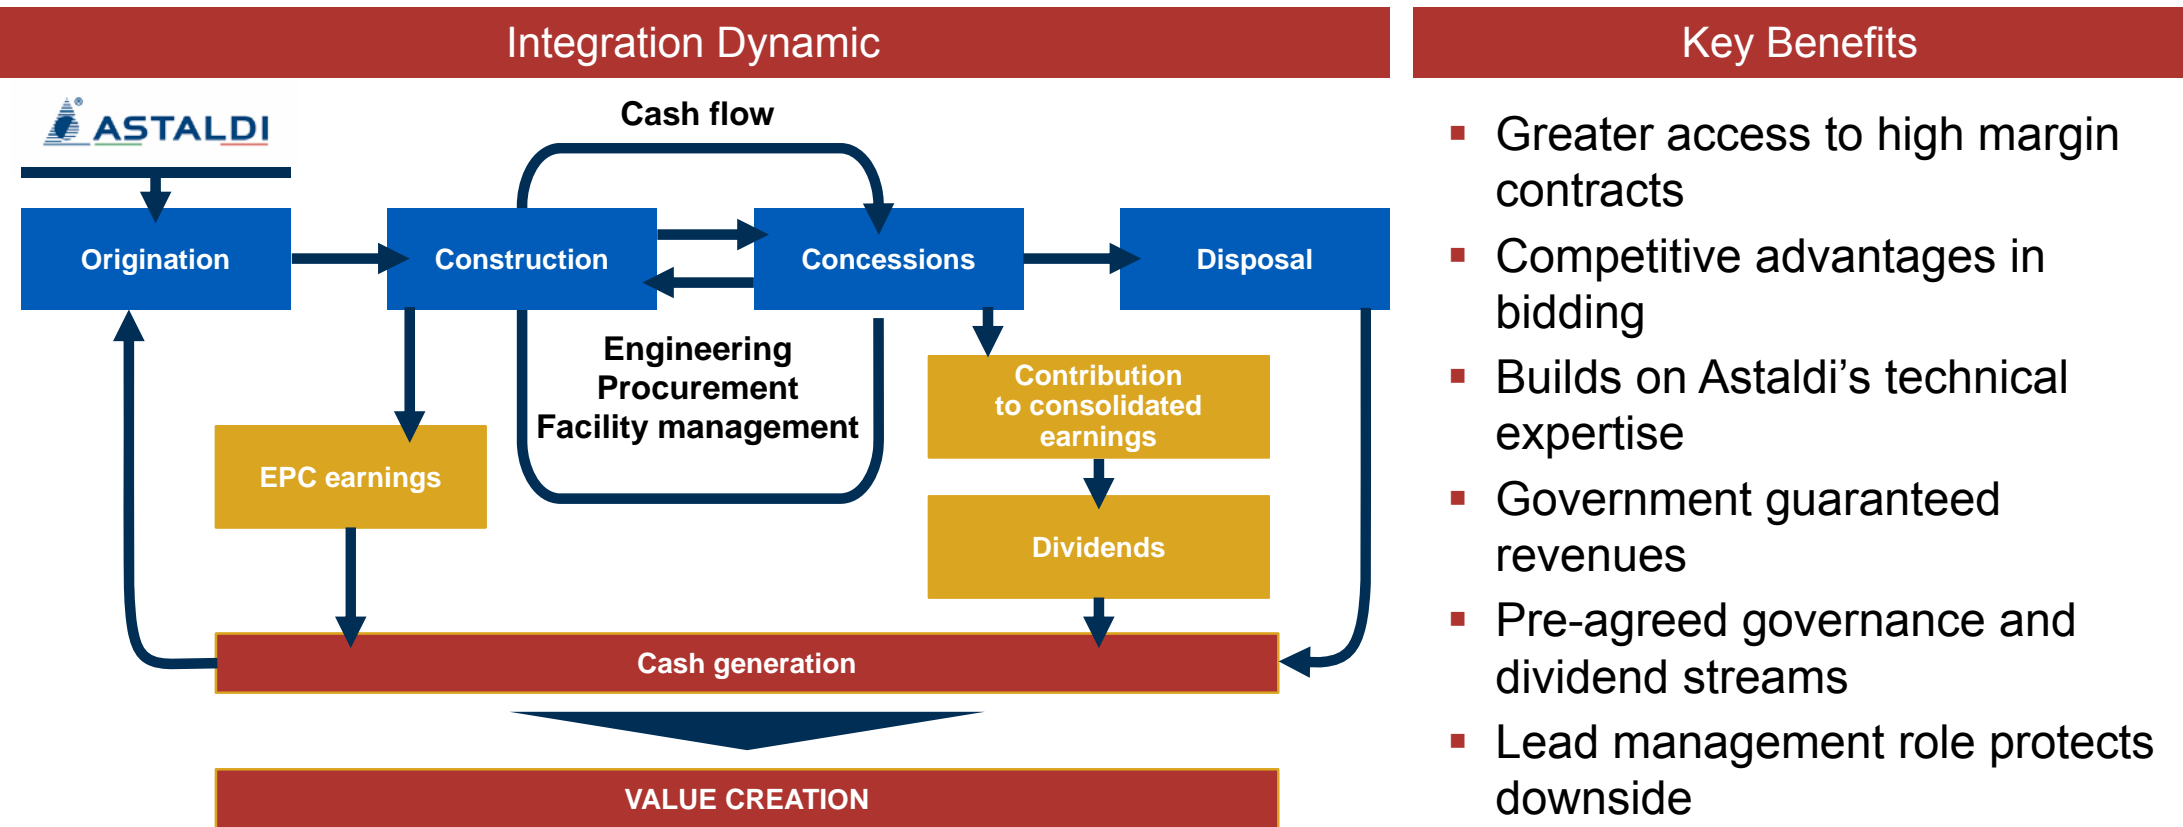 Integration Dynamic
Key Benefits
ASTALDI
Cash flow
Origination
Construction
Concessions
Disposal
Engineering
Procurement
Facility management
Contribution
to consolidated
earnings
EPC earnings
Dividends
Cash generation
VALUE CREATION
▪ Greater access to high margin
contracts
▪ Competitive advantages in
bidding
▪ Builds on Astaldi’s technical
expertise
▪ Government guaranteed
revenues
▪ Pre-agreed governance and
dividend streams
▪ Lead management role protects
downside